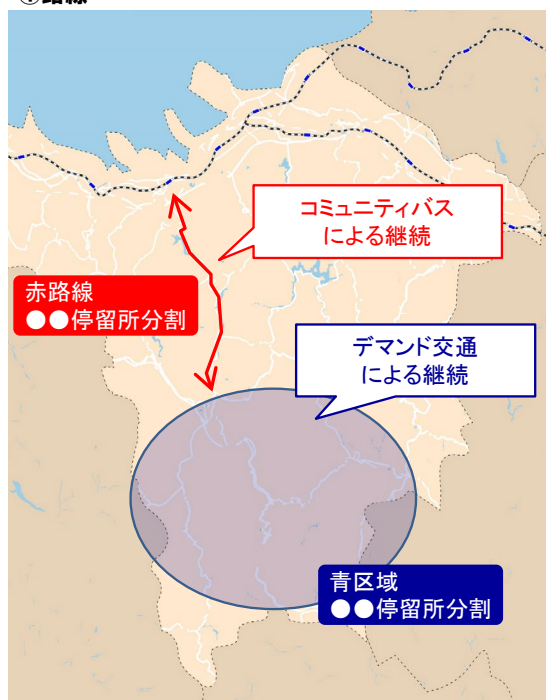 コミュニティバス
による継続
赤路線
●●停留所分割
デマンド交通
による継続
青区域
●●停留所分割